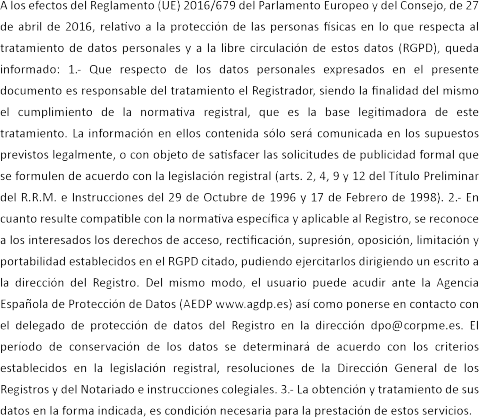 A los efectos del Reglamento (UE) 2016/679 del Parlamento Europeo y del Consejo, de 27
de abril de 2016, relativo a la protección de las personas físicas en lo que respecta al
tratamiento de datos personales y a la libre circulación de estos datos (RGPD), queda
informado: 1.- Que respecto de los datos personales expresados en el presente
documento es responsable del tratamiento el Registrador, siendo la finalidad del mismo
el cumplimiento de la normativa registral, que es la base legitimadora de este
tratamiento. La información en ellos contenida sólo será comunicada en los supuestos
previstos legalmente, o con objeto de satisfacer las solicitudes de publicidad formal que
se formulen de acuerdo con la legislación registral (arts. 2, 4, 9 y 12 del Título Preliminar
del R.R.M. e Instrucciones del 29 de Octubre de 1996 y 17 de Febrero de 1998). 2.- En
cuanto resulte compatible con la normativa específica y aplicable al Registro, se reconoce
a los interesados los derechos de acceso, rectificación, supresión, oposición, limitación y
portabilidad establecidos en el RGPD citado, pudiendo ejercitarlos dirigiendo un escrito a
la dirección del Registro. Del mismo modo, el usuario puede acudir ante la Agencia
Española de Protección de Datos (AEDP www.agdp.es) así como ponerse en contacto con
el delegado de protección de datos del Registro en la dirección dpo@corpme.es. El
período de conservación de los datos se determinará de acuerdo con los criterios
establecidos en la legislación registral, resoluciones de la Dirección General de los
Registros y del Notariado e instrucciones colegiales. 3.- La obtención y tratamiento de sus
datos en la forma indicada, es condición necesaria para la prestación de estos servicios.